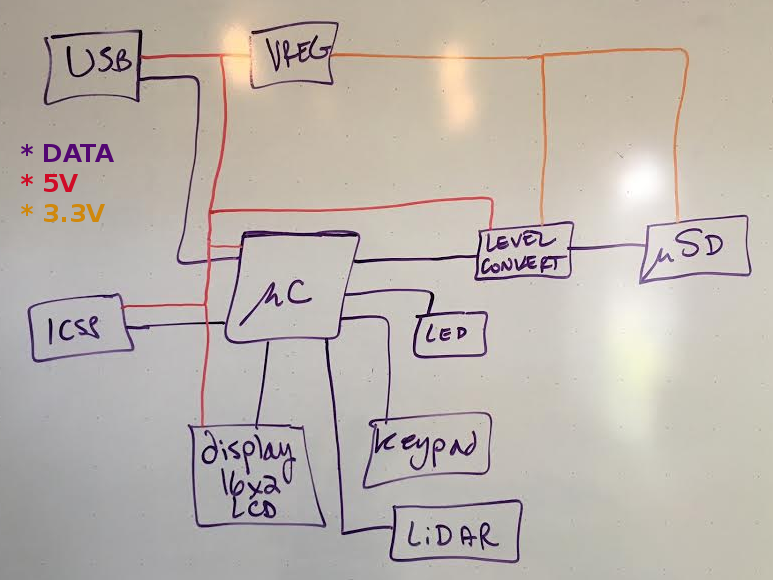 USB
VREG
* DATA
* 5V
* 3.3V
LEVEL
CONVERT
μSD
μC
ICSP
LED
display
16x2
LCD
keypad
LiDAR